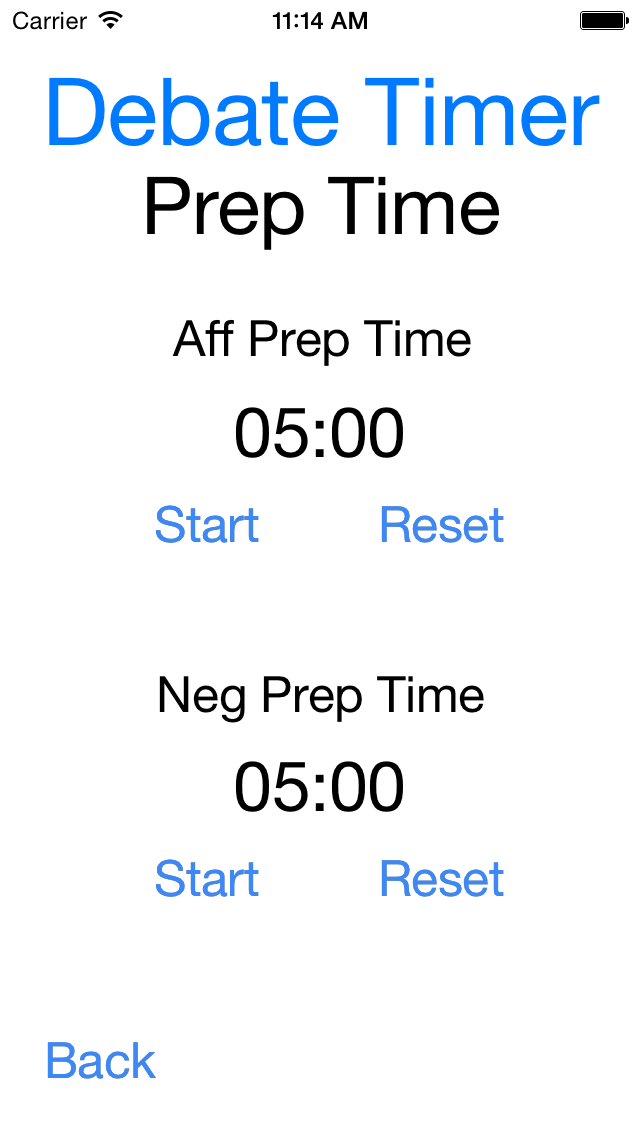 Carrier 11:14 AM
Debate Timer
Prep Time
Aff Prep Time
05:00
Start Reset
Neg Prep Time
05:00
Start Reset
Back